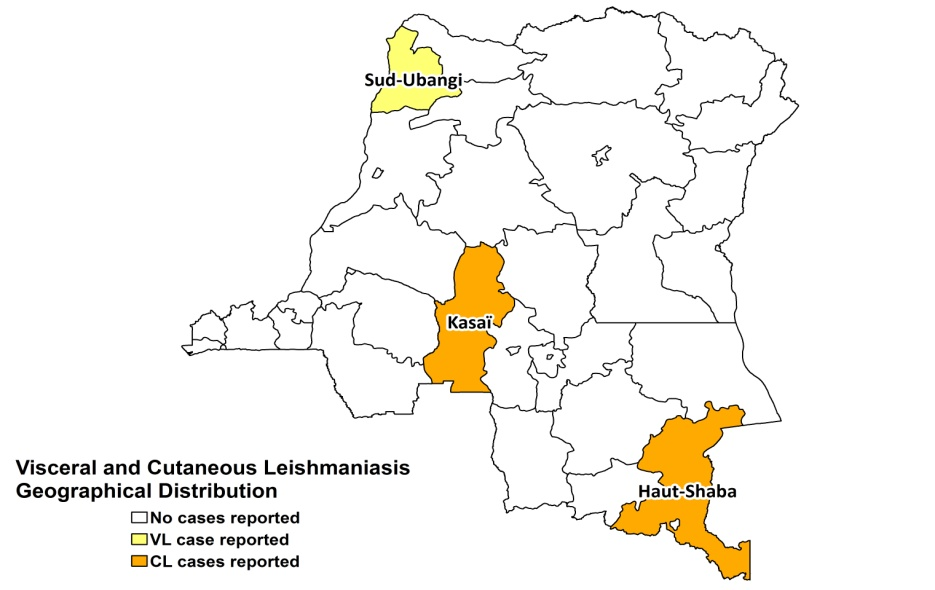 Sud-Ubangi
Kasaï
Haut-Shaba
Visceral and Cutaneous Leishmaniasis
Geographical Distribution
No cases reported
VL case reported
CL cases reported